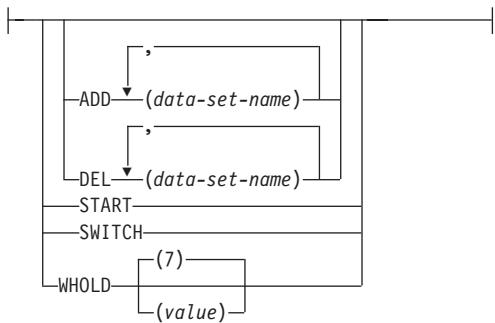 ,
ADD (data-set-name)
,
DEL (data-set-name)
START
SWITCH
(7)
WHOLD
(value)